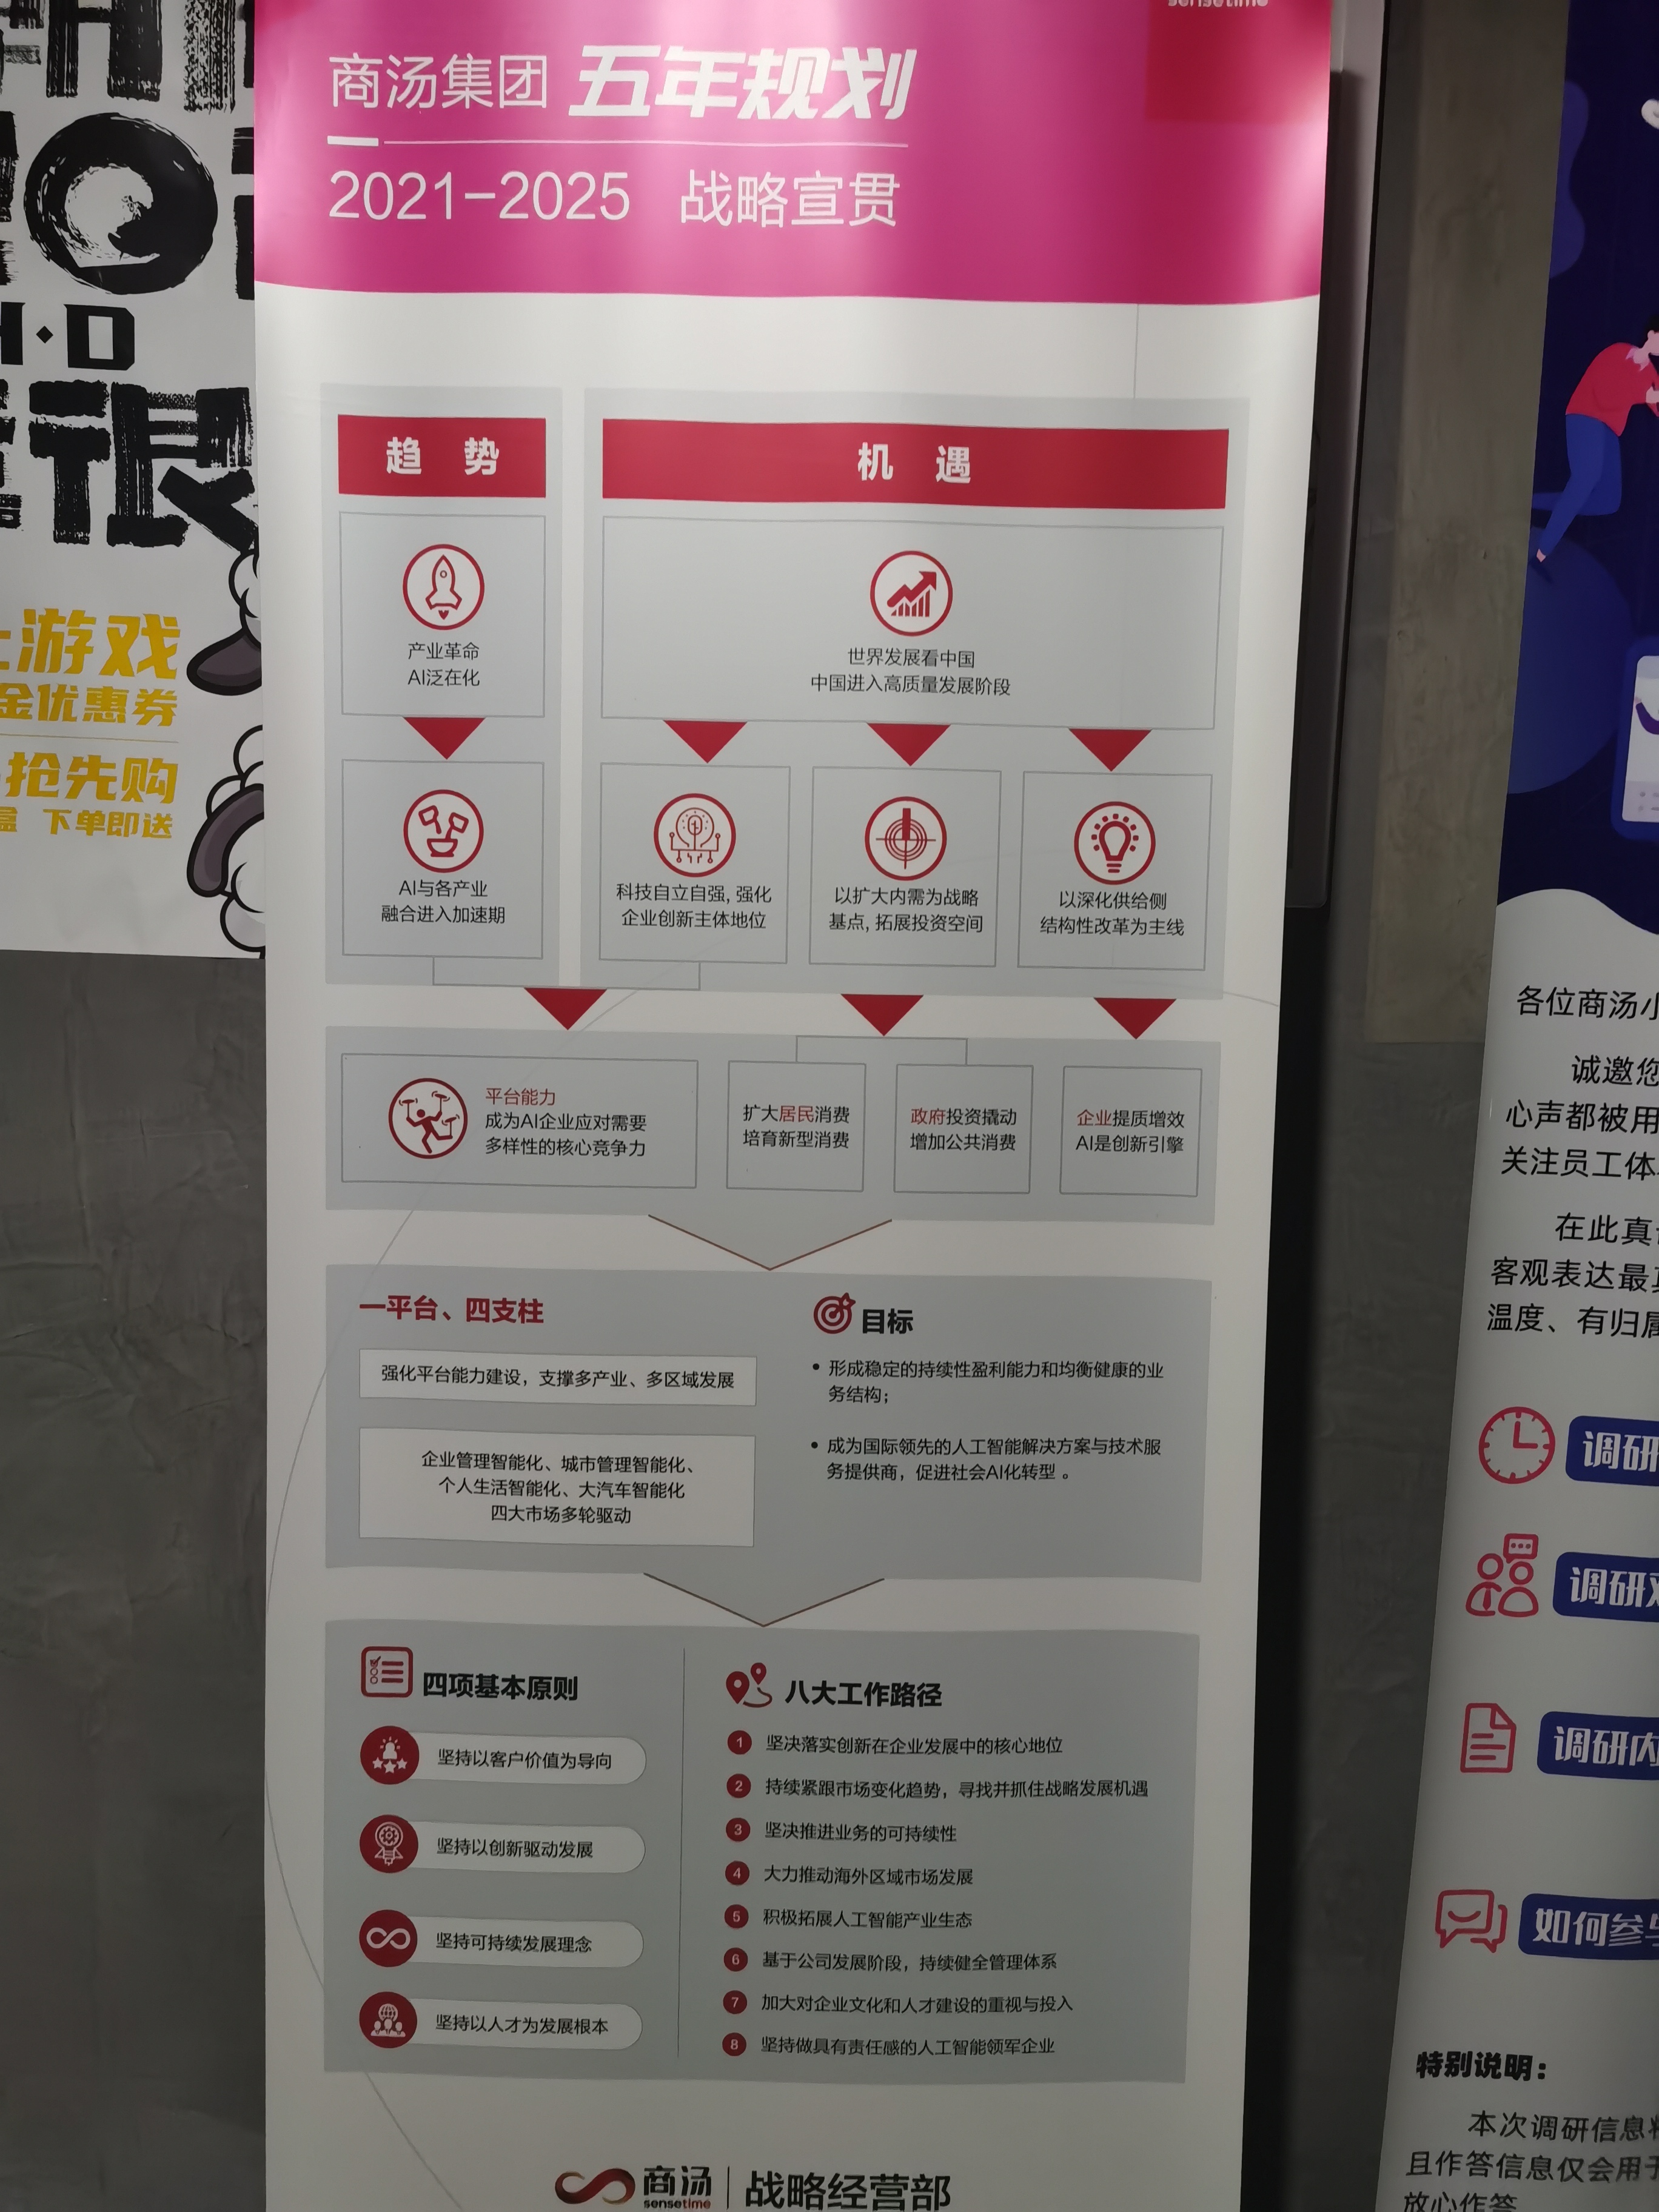 sensetime
商汤集团 五年规划
2021-2025 战略宣贯
趋 势
机 遇
产业革命
AI泛在化
世界发展看中国
中国进入高质量发展阶段
AI与各产业
融合进入加速期
科技自立自强, 强化
企业创新主体地位
以扩大内需为战略
基点, 拓展投资空间
以深化供给侧
结构性改革为主线
平台能力
成为AI企业应对需要
多样性的核心竞争力
扩大居民消费
培育新型消费
政府投资撬动
增加公共消费
企业提质增效
AI是创新引擎
一平台、四支柱
强化平台能力建设，支撑多产业、多区域发展
企业管理智能化、城市管理智能化、
个人生活智能化、大汽车智能化
四大市场多轮驱动
目标
• 形成稳定的持续性盈利能力和均衡健康的业
务结构；
• 成为国际领先的人工智能解决方案与技术服
务提供商，促进社会AI化转型 。
四项基本原则
坚持以客户价值为导向
坚持以创新驱动发展
坚持可持续发展理念
坚持以人才为发展根本
八大工作路径
1 坚决落实创新在企业发展中的核心地位
2 持续紧跟市场变化趋势，寻找并抓住战略发展机遇
3 坚决推进业务的可持续性
4 大力推动海外区域市场发展
5 积极拓展人工智能产业生态
6 基于公司发展阶段，持续健全管理体系
7 加大对企业文化和人才建设的重视与投入
8 坚持做具有责任感的人工智能领军企业
商汤
sensetime
战略经营部
H·D
游戏
金优惠券
抢先购
下单即送
各位商汤小
诚邀您
心声都被用
关注员工体
在此真
客观表达最
温度、有归属
调研
调研
调研内
如何参与
特别说明：
本次调研信息
且作答信息仅会用于
放心作答